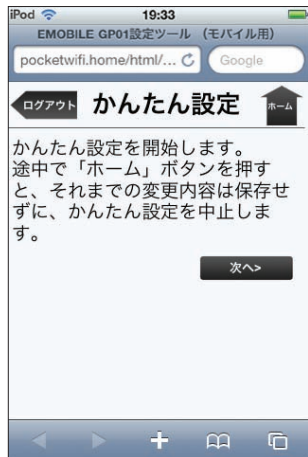 iPod 19:33
EMOBILE GP01設定ツール （モバイル用）
pocketwifi.home/html/... Google
ログアウト かんたん設定 ホーム
かんたん設定を開始します。
途中で「ホーム」ボタンを押す
と、それまでの変更内容は保存せ
ずに、かんたん設定を中止しま
す。
次へ>